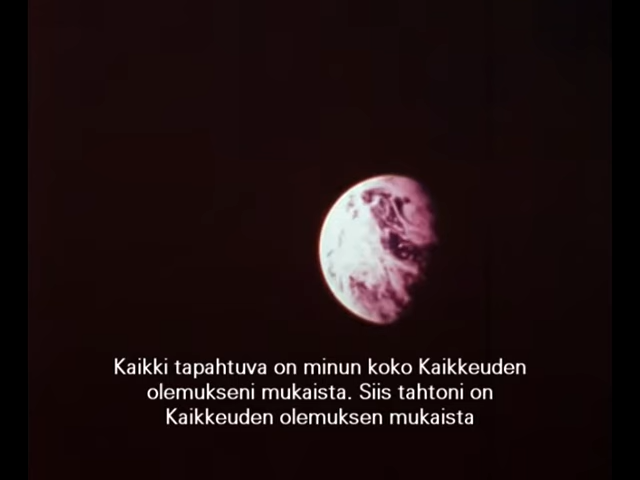 Kaikki tapahtuva on minun koko Kaikkeuden
olemukseni mukaista. Siis tahtoni on
Kaikkeuden olemuksen mukaista